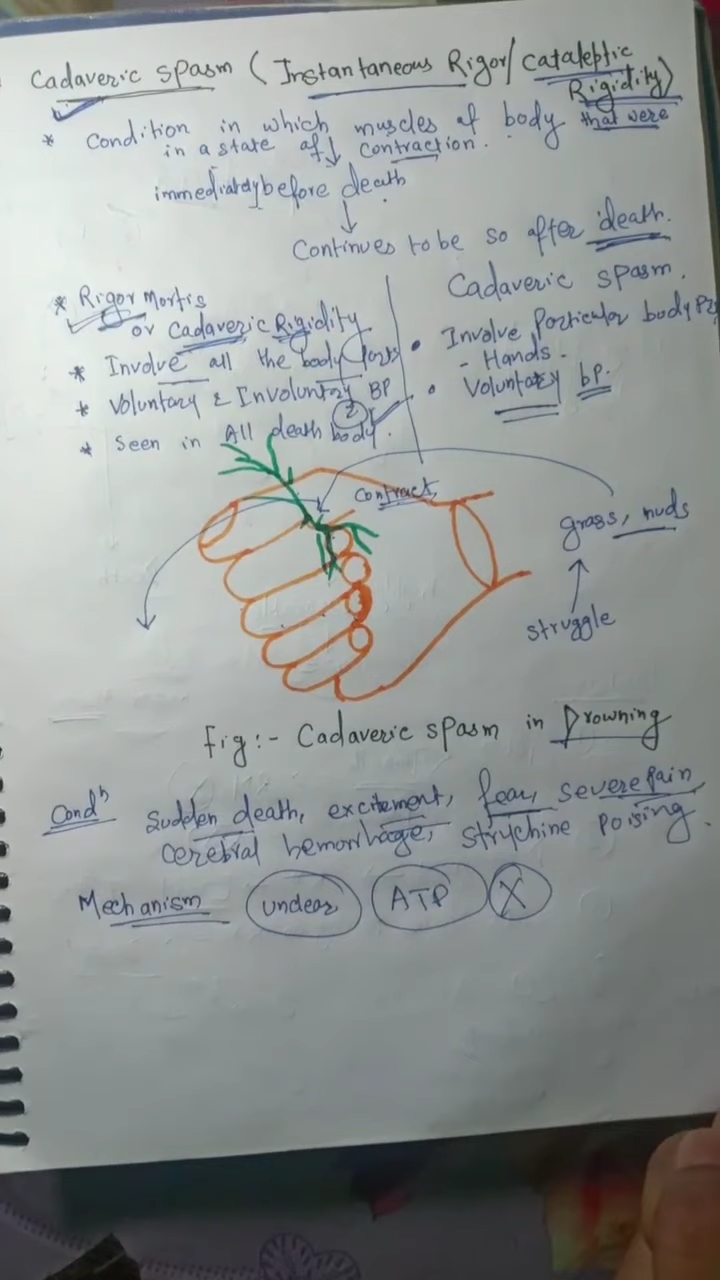 Cadaveric spasm ( Instantaneous Rigor/ Cataleptic
Rigidity)
* Condition in which muscles of body that were
in a state of contraction.
immediately before death
Continues to be so after death.
* Rigor Mortis
or Cadaveric Rigidity
* Involve all the body parts
* Voluntary & Involuntary BP
* Seen in All death body.
Cadaveric spasm.
• Involve Particular body
- Hands -
• Voluntary bp.
2
Contract,
grass, muds
struggle
Fig:- Cadaveric spasm in Drowning
Condn Sudden death, excitement, fear, severe pain
cerebral hemorrhage, strychine poising.
Mechanism unclear ATP X